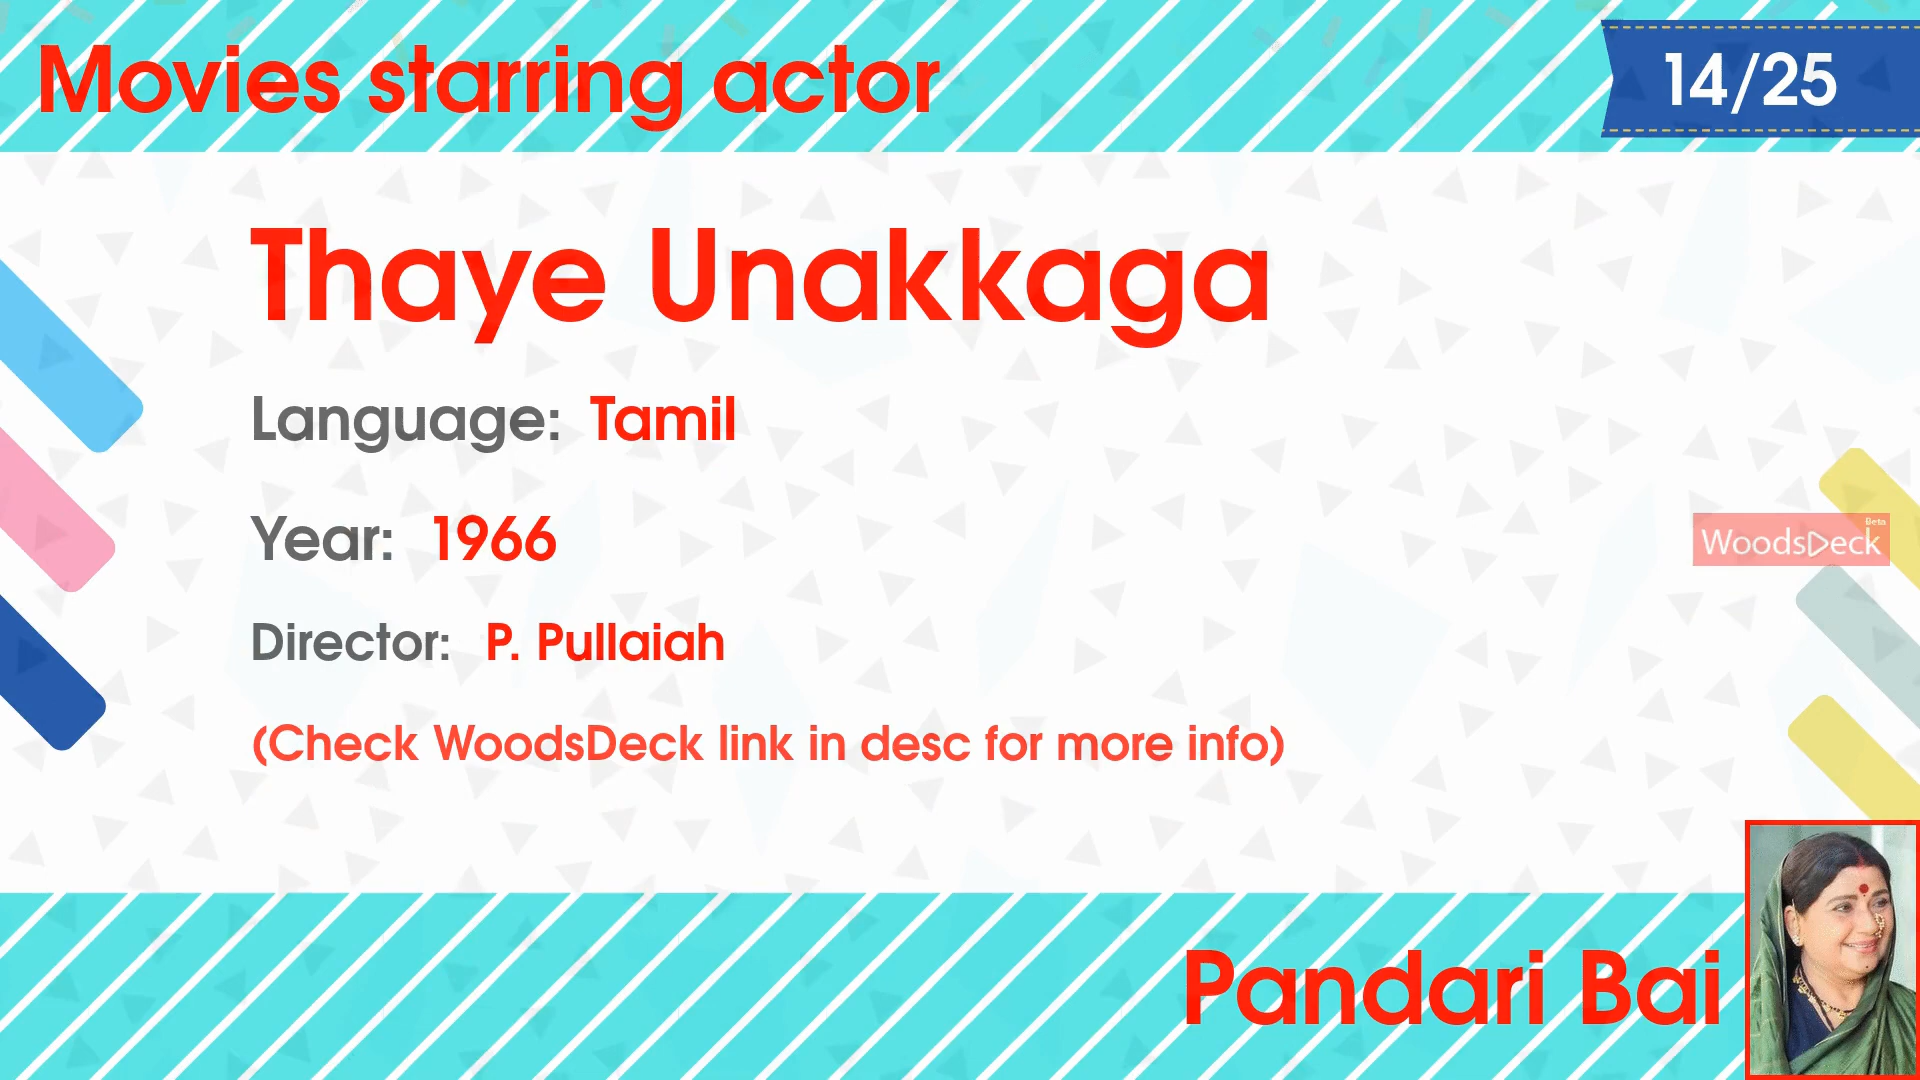 Movies starring actor
14/25
Thaye Unakkaga
Language: Tamil
Year: 1966
WoodsDeck Beta
Director: P. Pullaiah
(Check WoodsDeck link in desc for more info)
Pandari Bai